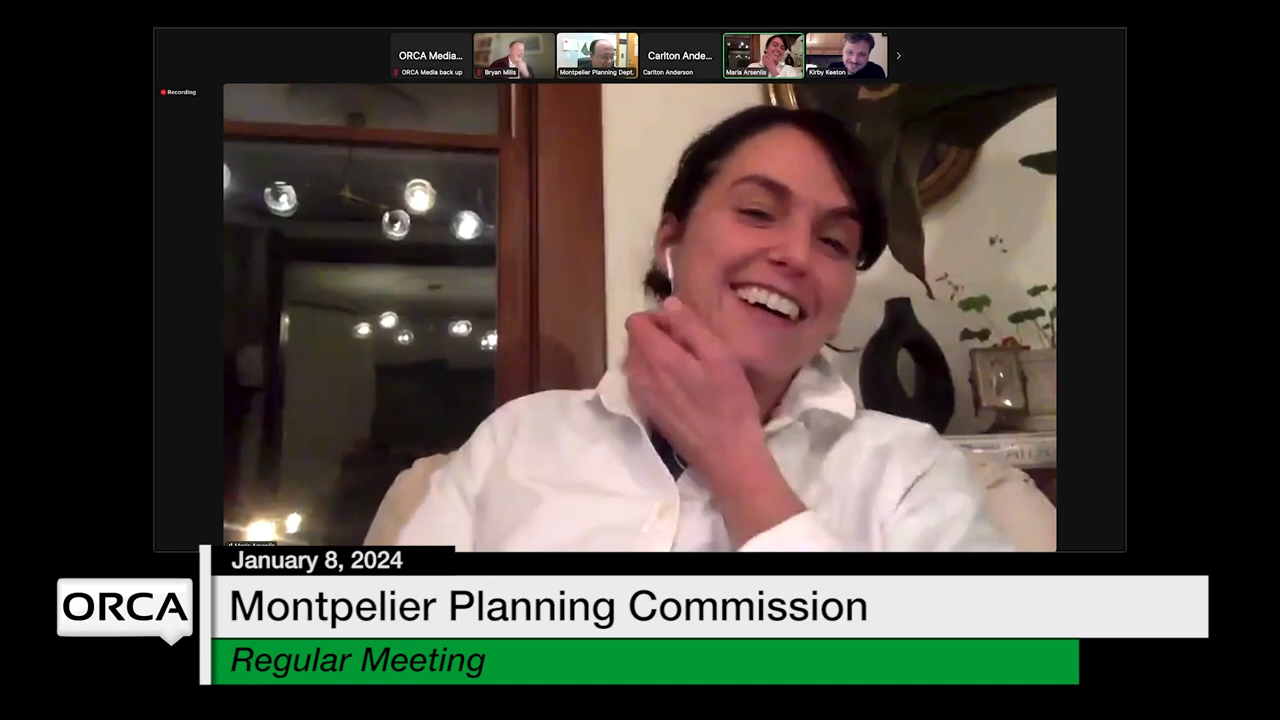 ORCA Media...
Carlton Ande...
ORCA Media back up
Bryan Mills
Montpelier Planning Dept.
Carlton Anderson
Maria Arsenlis
Kirby Keeton
Recording
January 8, 2024
ORCA
Montpelier Planning Commission
Regular Meeting